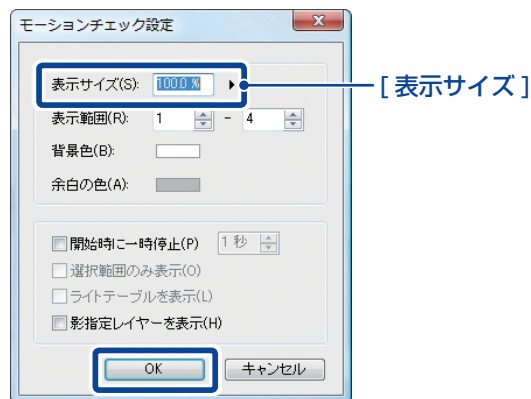 モーションチェック設定
表示サイズ(S): 100.0 %
[ 表示サイズ ]
表示範囲(R): 1 - 4
背景色(B):
余白の色(A):
開始時に一時停止(P) 1 秒
選択範囲のみ表示(O)
ライトテーブルを表示(L)
影指定レイヤーを表示(H)
OK キャンセル